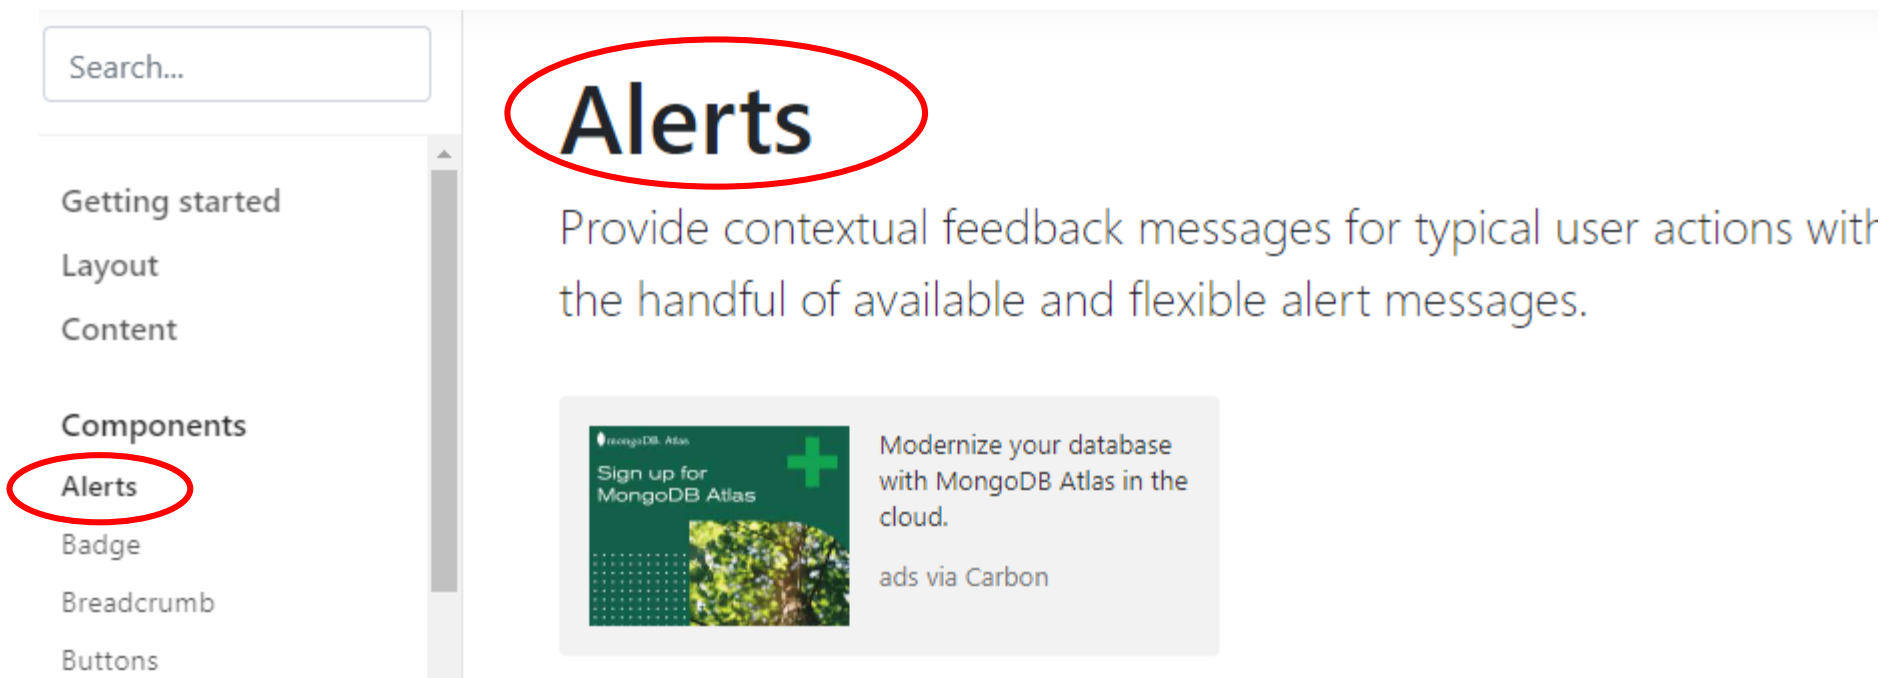 Search...
Getting started
Layout
Content
Components
Alerts
Badge
Breadcrumb
Buttons
Alerts
Provide contextual feedback messages for typical user actions with
the handful of available and flexible alert messages.
mongoDB. Atlas
Sign up for
MongoDB Atlas
Modernize your database
with MongoDB Atlas in the
cloud.
ads via Carbon